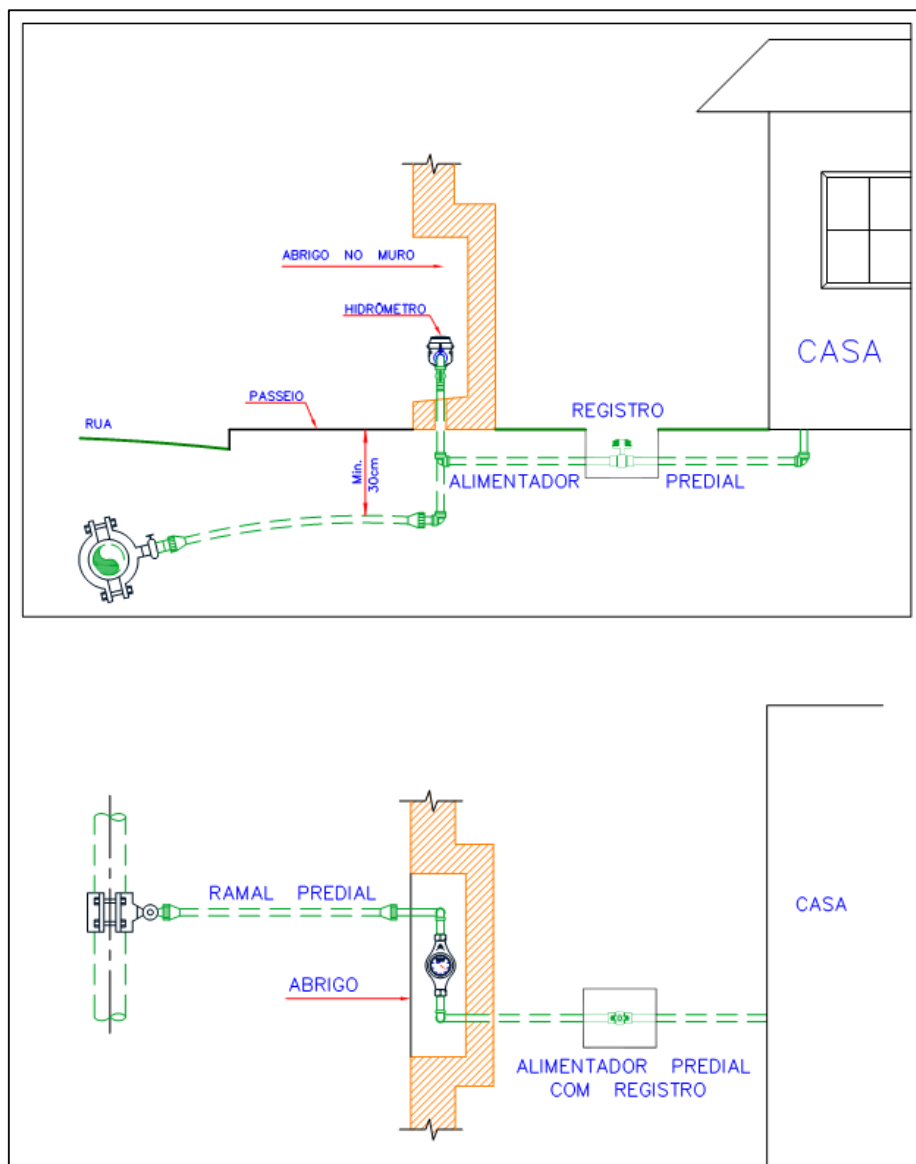 ABRIGO NO MURO
HIDRÔMETRO
CASA
PASSEIO
REGISTRO
RUA
Min.
30cm
ALIMENTADOR PREDIAL
RAMAL PREDIAL
CASA
ABRIGO
ALIMENTADOR PREDIAL
COM REGISTRO